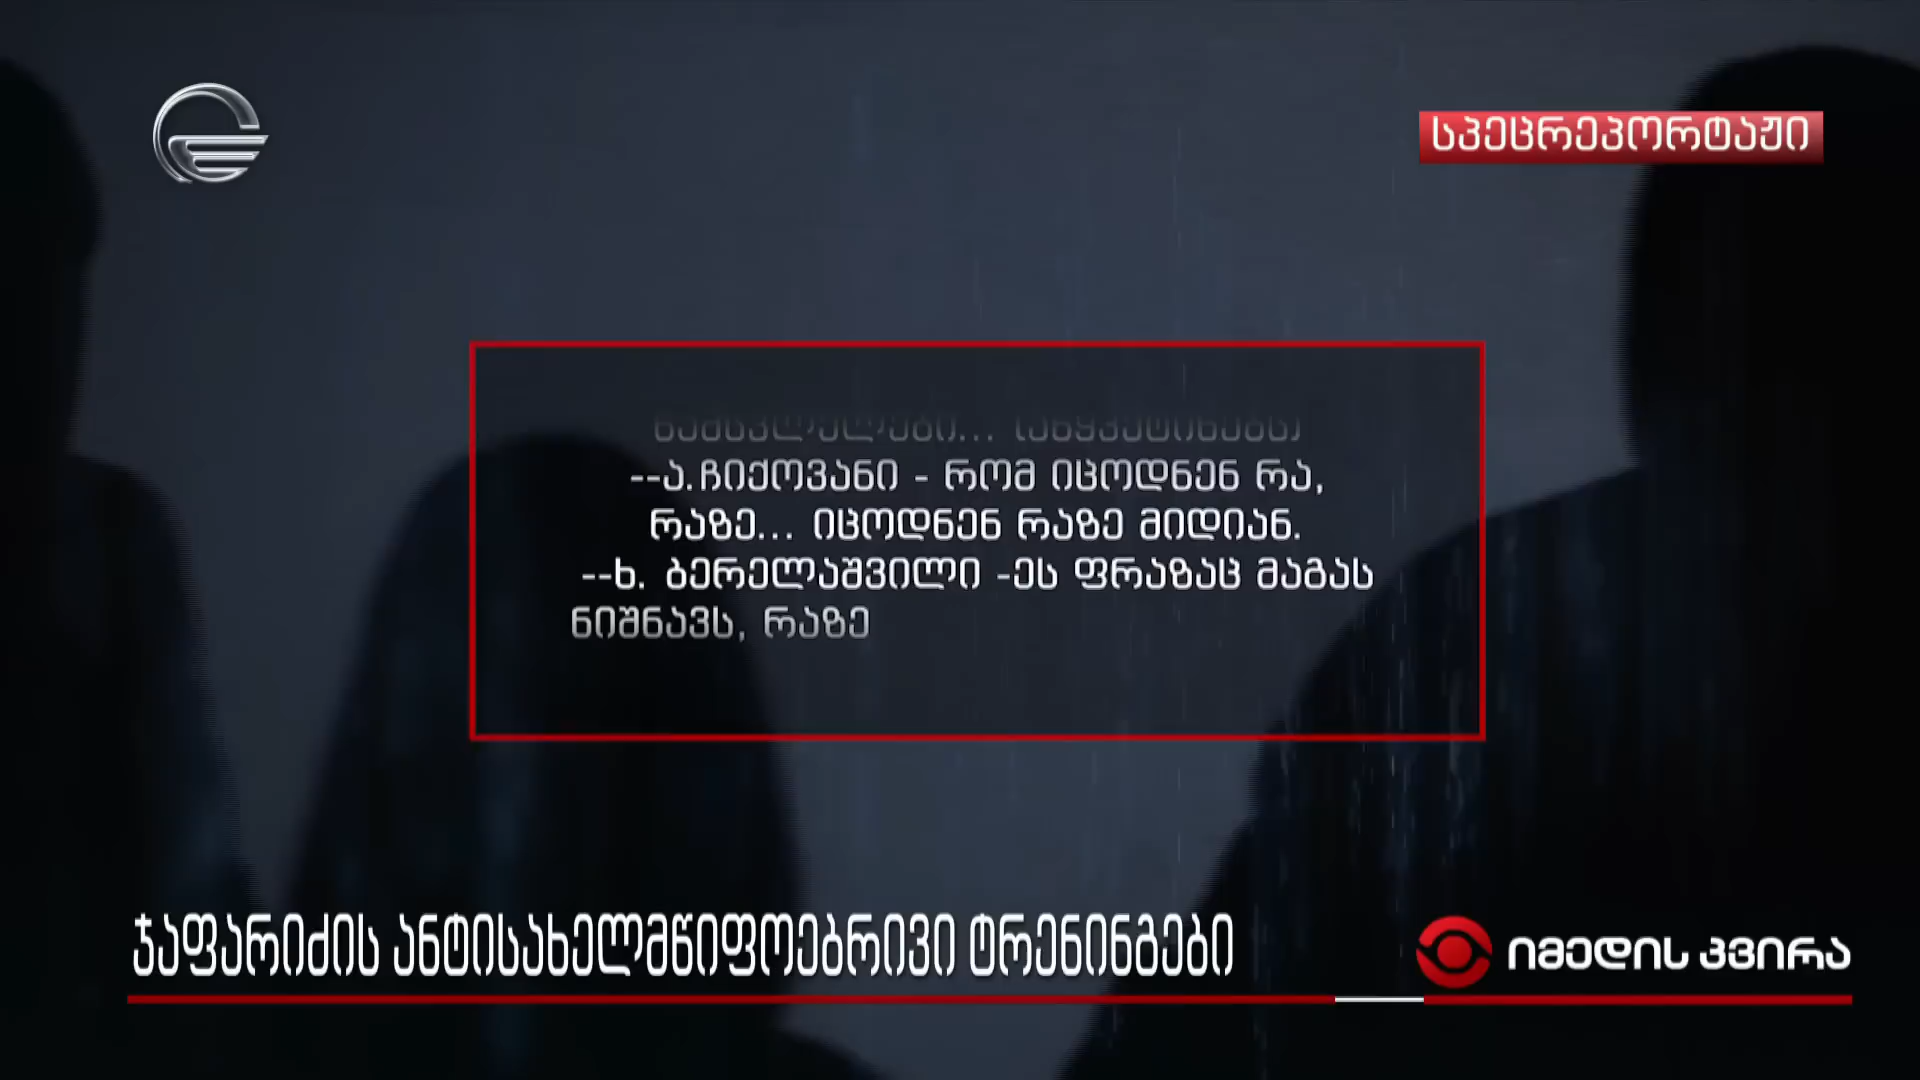 სპეცრეპორტაჟი
--ა.ჩიქოვანი - რომ იცოდნენ რა,
რაზე... იცოდნენ რაზე მიდიან.
--ხ. ბერელაშვილი -ეს ფრაზაც მაგას
ნიშნავს, რაზე
ჯაფარიძის ანტისახელმწიფოებრივი ტრენინგები
იმედის კვირა